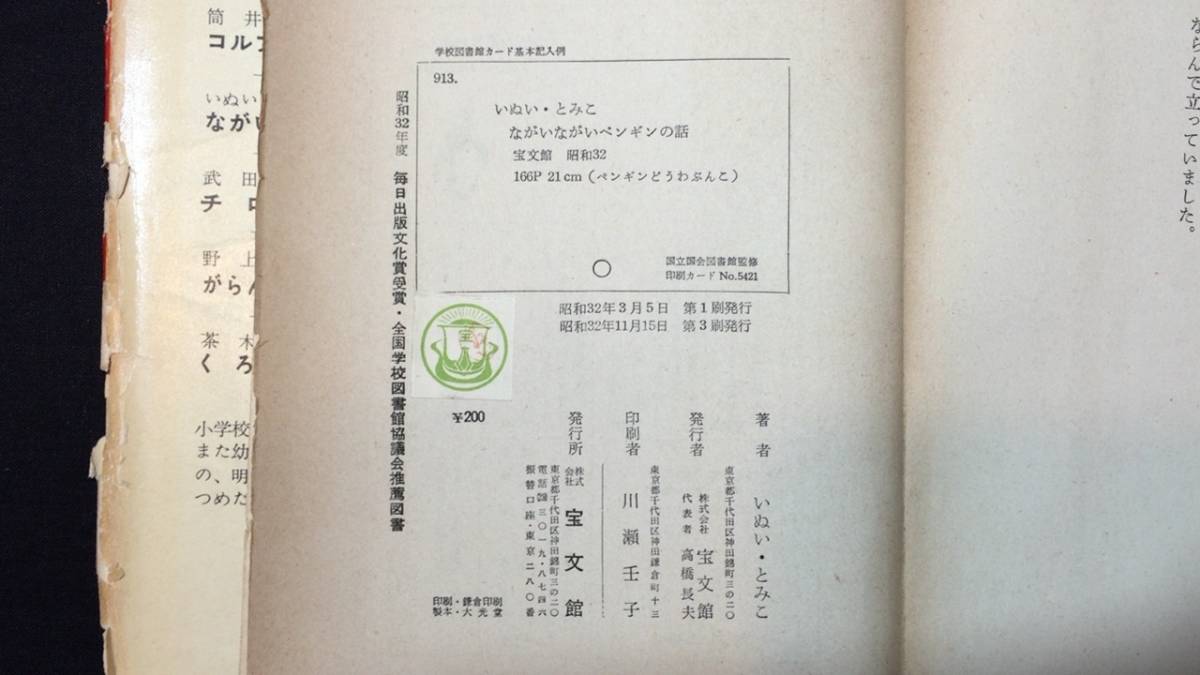 ならんで立っていました。
学校図書館カード基本記入例
913.
いぬい・とみこ
ながいながいペンギンの話
宝文館 昭和32
166P 21cm（ペンギンどうわぶんこ）
国立国会図書館監修
印刷カード No.5421
昭和32年度 毎日出版文化賞受賞・全国学校図書館協議会推薦図書
昭和32年3月5日 第1刷発行
昭和32年11月15日 第3刷発行
宝
¥200
著者 いぬい・とみこ
東京都千代田区神田錦町三の二〇
発行者 株式会社 宝文館
代表者 高橋長夫
東京都千代田区神田鎌倉町十三
印刷者 川瀬壬子
発行所 株式会社 宝文館
東京都千代田区神田錦町三の二〇
三〇一九・八七四六
振替口座・東京二八〇番
印刷・鎌倉印刷
製本・大光堂
筒井
コルプ
いぬい
ながい
武田
チロ
野上
がらん
茶木
くろ
小学校
また幼
の、明
つめた